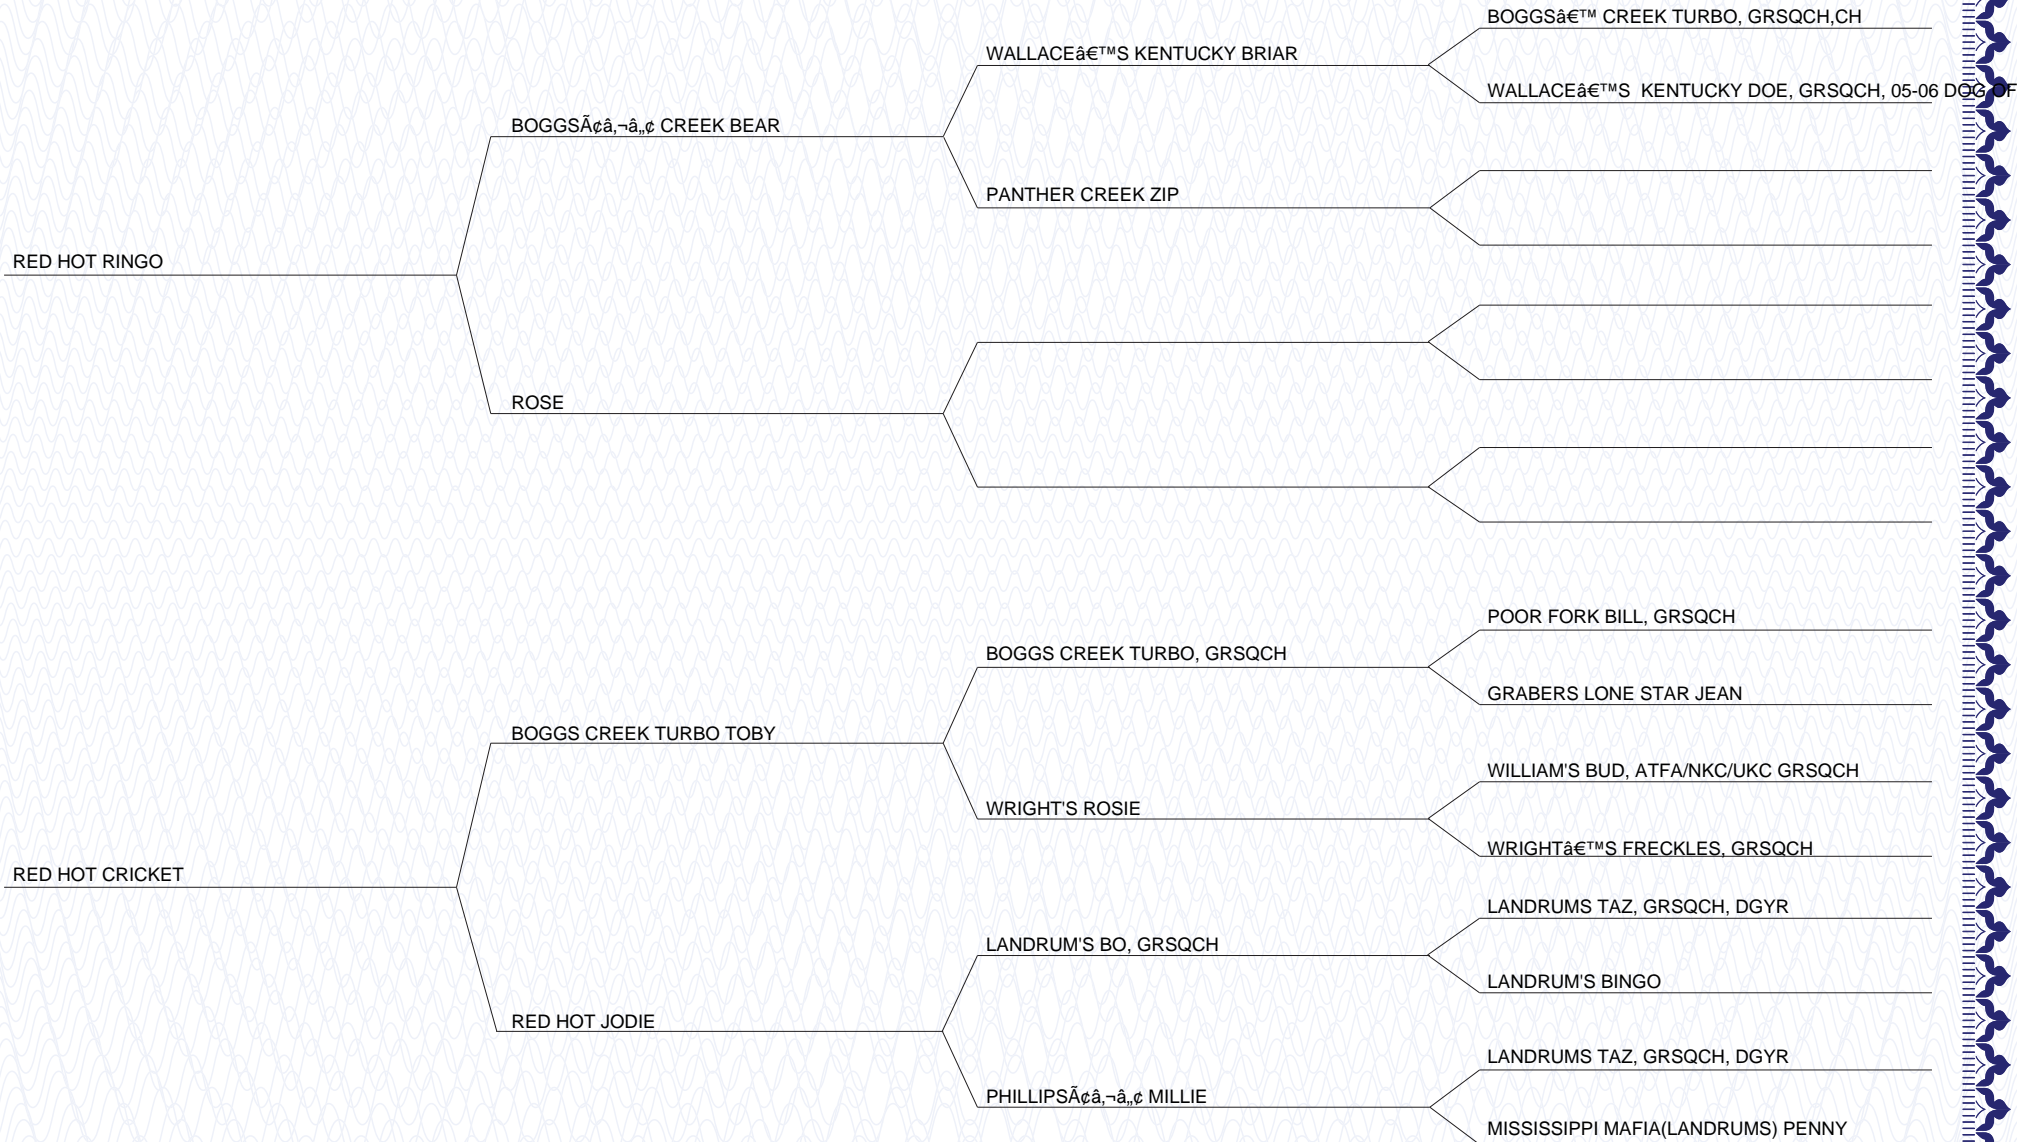 BOGGSâ€™ CREEK TURBO, GRSQCH,CH
WALLACEâ€™S KENTUCKY BRIAR
WALLACEâ€™S  KENTUCKY DOE, GRSQCH, 05-06 DOG OF
BOGGSÃ¢â‚¬â„¢ CREEK BEAR
PANTHER CREEK ZIP
RED HOT RINGO
ROSE
POOR FORK BILL, GRSQCH
BOGGS CREEK TURBO, GRSQCH
GRABERS LONE STAR JEAN
BOGGS CREEK TURBO TOBY
WILLIAM'S BUD, ATFA/NKC/UKC GRSQCH
WRIGHT'S ROSIE
WRIGHTâ€™S FRECKLES, GRSQCH
RED HOT CRICKET
LANDRUMS TAZ, GRSQCH, DGYR
LANDRUM'S BO, GRSQCH
LANDRUM'S BINGO
RED HOT JODIE
LANDRUMS TAZ, GRSQCH, DGYR
PHILLIPSÃ¢â‚¬â„¢ MILLIE
MISSISSIPPI MAFIA(LANDRUMS) PENNY